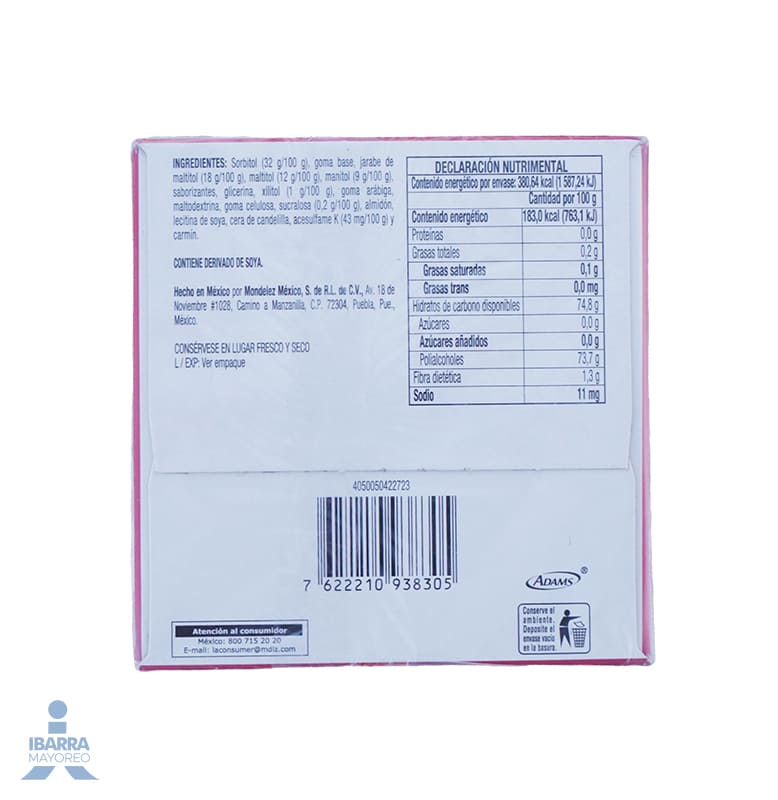 INGREDIENTES: Sorbitol (32 g/100 g), goma base, jarabe de
maltitol (18 g/100 g), maltitol (12 g/100 g), manitol (9 g/100 g),
saborizantes, glicerina, xilitol (1 g/100 g), goma arábiga,
maltodextrina, goma celulosa, sucralosa (0,2 g/100 g), almidón,
lecitina de soya, cera de candelilla, acesulfame K (43 mg/100 g) y
carmín.
CONTIENE DERIVADO DE SOYA.
Hecho en México por Mondelez México, S. de R.L. de C.V., Av. 18 de
Noviembre #1028, Camino a Manzanilla, C.P. 72304, Puebla, Pue.,
México.
CONSÉRVESE EN LUGAR FRESCO Y SECO
L / EXP: Ver empaque
DECLARACIÓN NUTRIMENTAL
Contenido energético por envase: 380,64 kcal (1 587,24 kJ)
Cantidad por 100 g
Contenido energético 183,0 kcal (763,1 kJ)
Proteínas 0,0 g
Grasas totales 0,2 g
Grasas saturadas 0,1 g
Grasas trans 0,0 mg
Hidratos de carbono disponibles 74,8 g
Azúcares 0,0 g
Azúcares añadidos 0,0 g
Polialcoholes 73,7 g
Fibra dietética 1,3 g
Sodio 11 mg
4050050422723
7 622210 938305
ADAMS®
Conserve el
ambiente.
Deposite el
envase vacío
en la basura.
Atención al consumidor
México: 800 715 20 20
E-mail: laconsumer@mdlz.com
IBARRA
MAYOREO